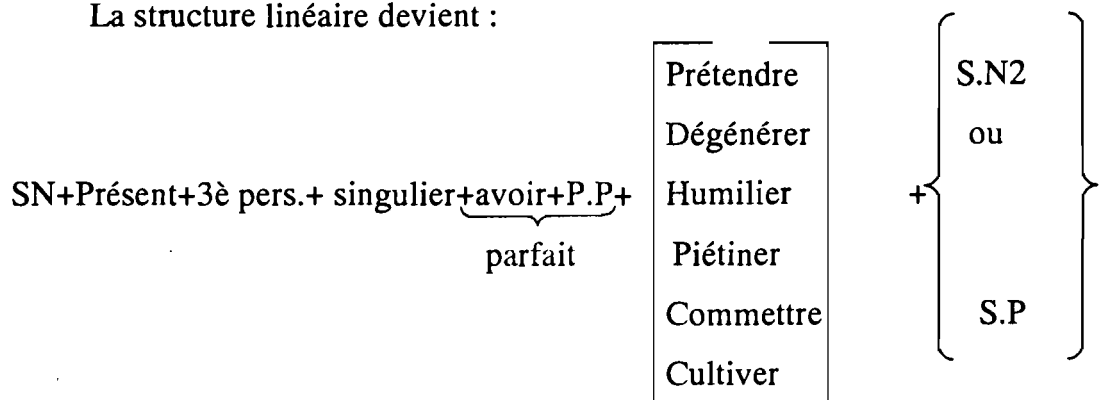 La structure linéaire devient :
Prétendre S.N2
Dégénérer ou
SN+Présent+3è pers.+ singulier+avoir+P.P+ Humilier +
parfait Piétiner
Commettre S.P
Cultiver